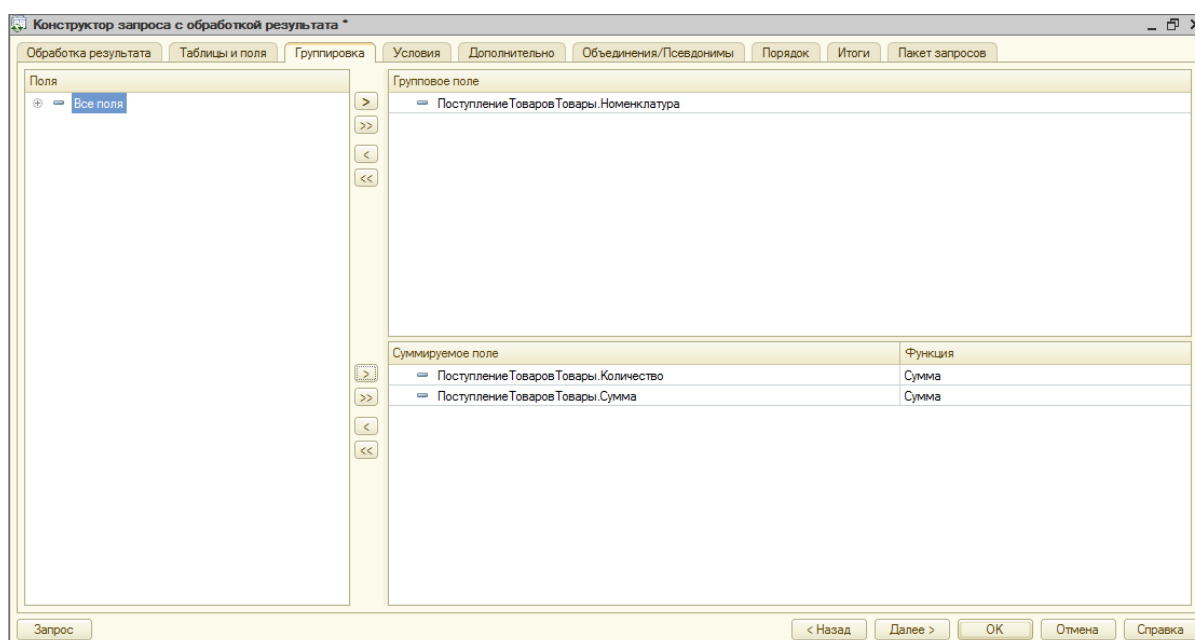 Конструктор запроса с обработкой результата *
Обработка результата Таблицы и поля Группировка Условия Дополнительно Объединения/Псевдонимы Порядок Итоги Пакет запросов
Поля
Все поля
>
>>
<
<<
Групповое поле
ПоступлениеТоваровТовары.Номенклатура
>
>>
<
<<
Суммируемое поле Функция
ПоступлениеТоваровТовары.Количество Сумма
ПоступлениеТоваровТовары.Сумма Сумма
Запрос < Назад Далее > OK Отмена Справка